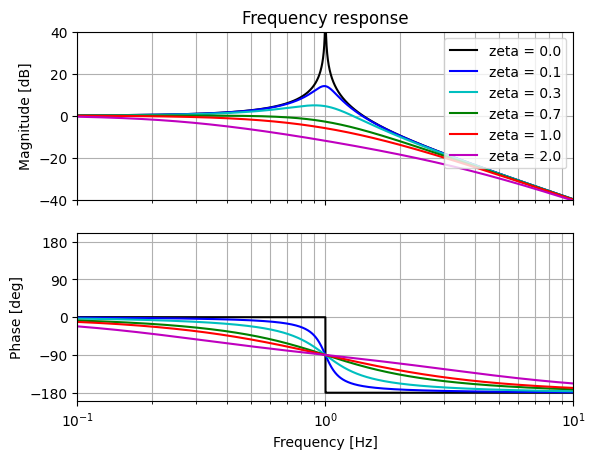 Frequency response
Magnitude [dB]
40
20
0
−20
−40
zeta = 0.0
zeta = 0.1
zeta = 0.3
zeta = 0.7
zeta = 1.0
zeta = 2.0
Phase [deg]
180
90
0
−90
−180
10⁻¹
10⁰
10¹
Frequency [Hz]